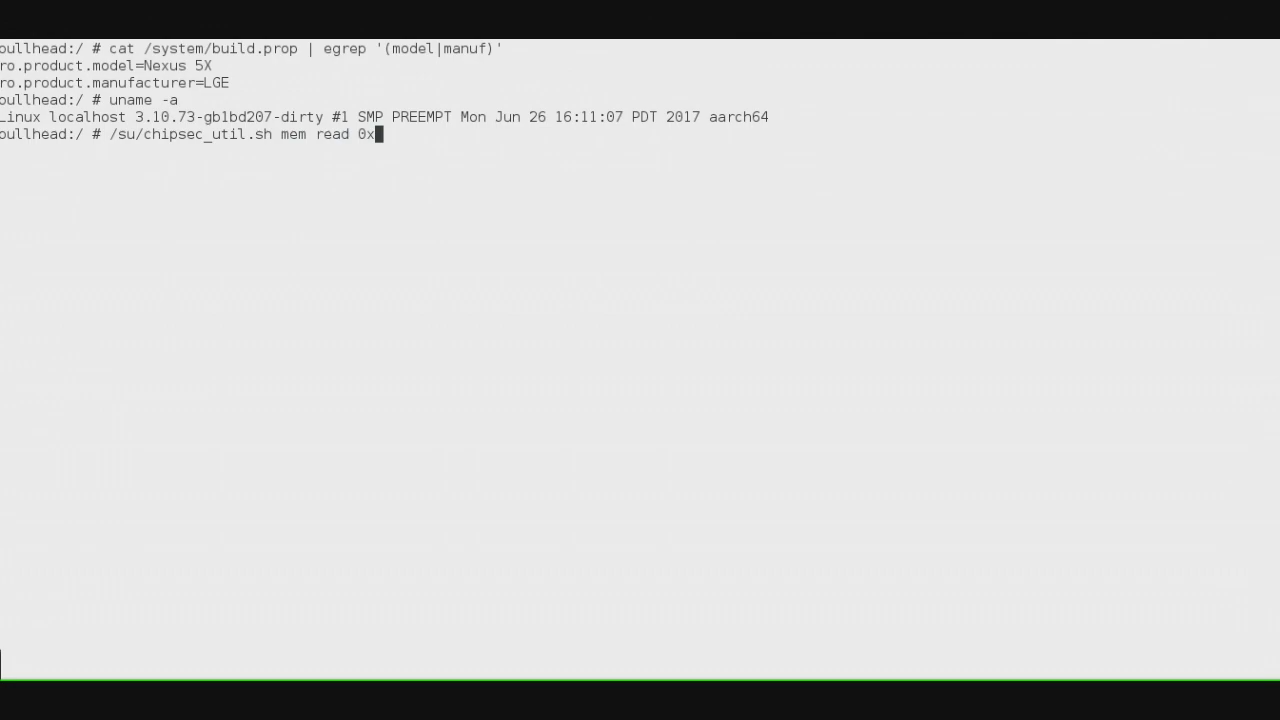 oullhead:/ # cat /system/build.prop | egrep '(model|manuf)'
ro.product.model=Nexus 5X
ro.product.manufacturer=LGE
oullhead:/ # uname -a
Linux localhost 3.10.73-gb1bd207-dirty #1 SMP PREEMPT Mon Jun 26 16:11:07 PDT 2017 aarch64
oullhead:/ # /su/chipsec_util.sh mem read 0x